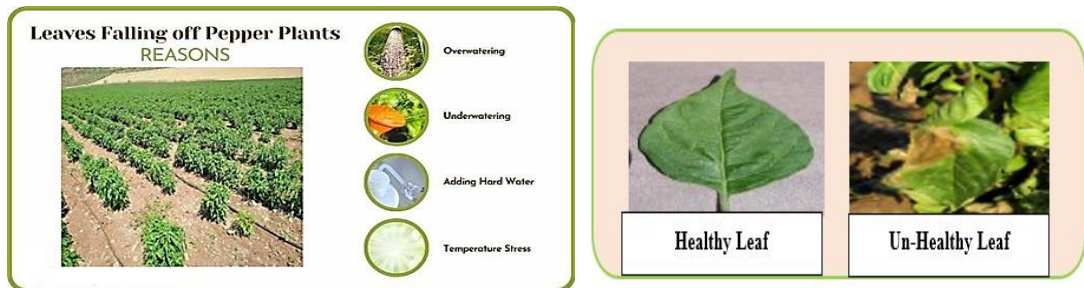 Leaves Falling off Pepper Plants
REASONS
Overwatering
Underwatering
Adding Hard Water
Temperature Stress
Healthy Leaf
Un-Healthy Leaf